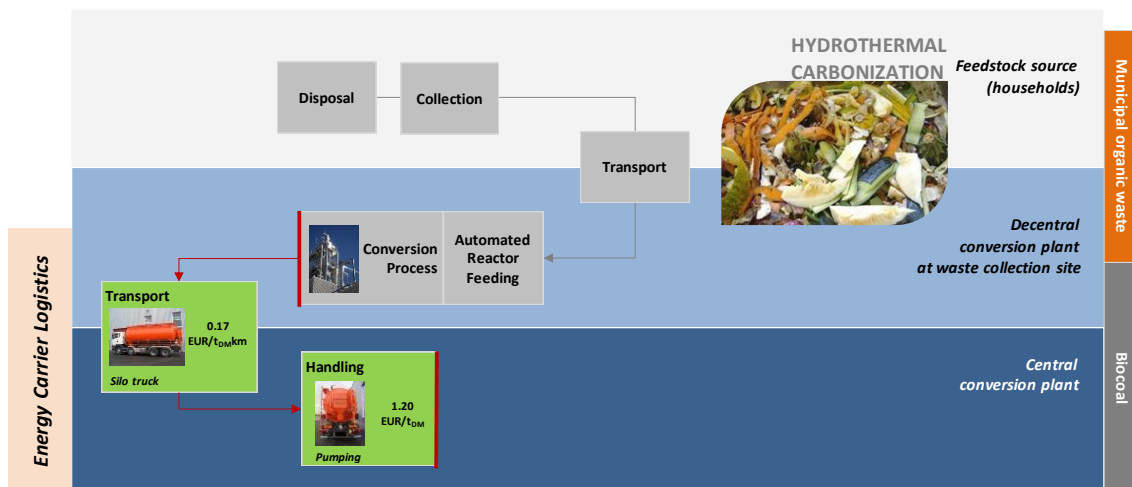 HYDROTHERMAL
CARBONIZATION
Feedstock source
(households)
Disposal
Collection
Transport
Municipal organic waste
Decentral
conversion plant
at waste collection site
Conversion
Process
Automated
Reactor
Feeding
Energy Carrier Logistics
Transport
0.17
EUR/tDMkm
Silo truck
Biocoal
Central
conversion plant
Handling
1.20
EUR/tDM
Pumping